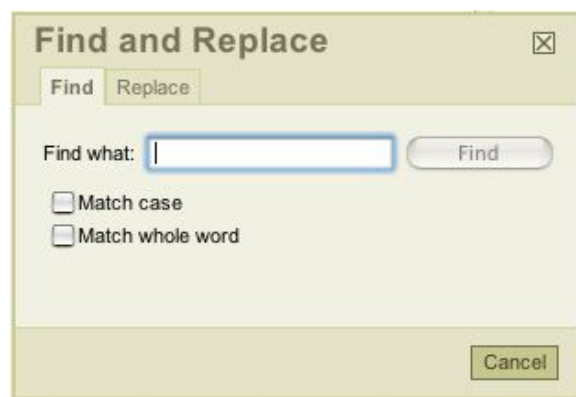 Find and Replace
Find Replace
Find what: Find
Match case
Match whole word
Cancel